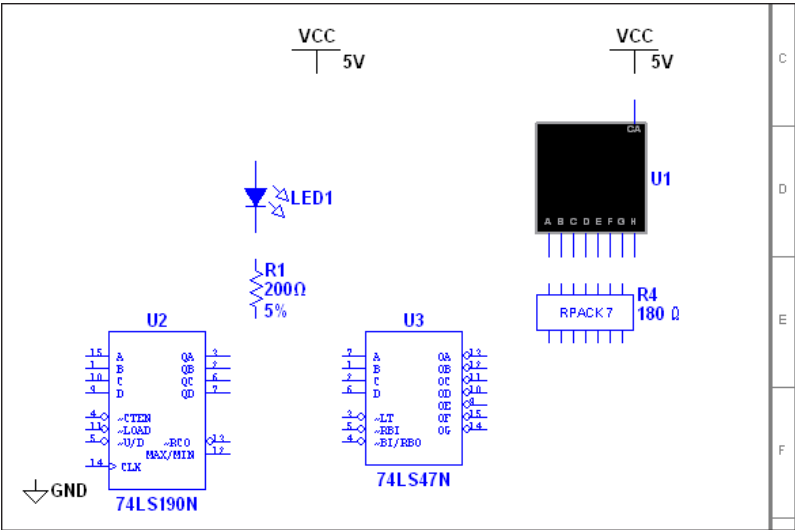 VCC
5V
VCC
5V
C
CA
U1
D
LED1
A B C D E F G H
R1
200Ω
5%
R4
180 Ω
RPACK7
E
U2
U3
15 A QA 3
1 B QB 2
10 C QC 6
9 D QD 7
4 ~CTEN
11 ~LOAD
5 ~U/D ~RCO 13
MAX/MIN 12
14 CLK
74LS190N
7 A OA 13
1 B OB 12
2 C OC 11
6 D OD 10
OE 9
3 ~LT OF 15
5 ~RBI OG 14
4 ~BI/RBO
74LS47N
F
GND